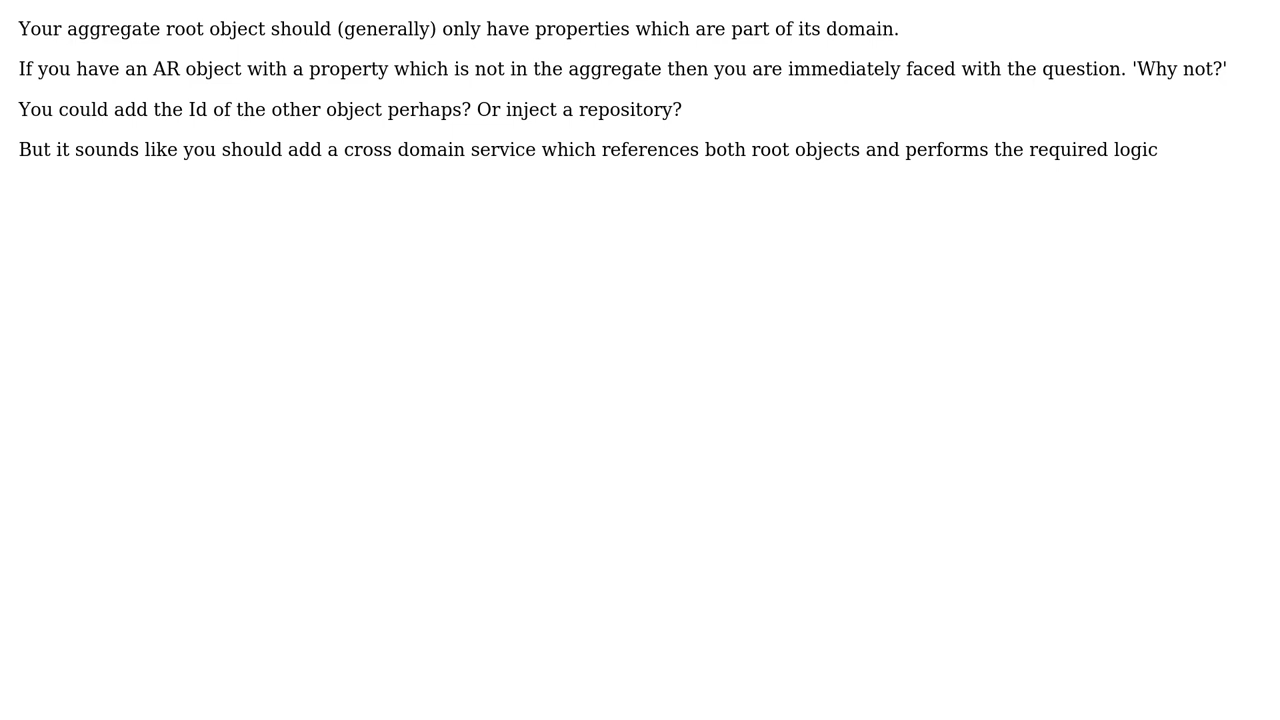 Your aggregate root object should (generally) only have properties which are part of its domain.
If you have an AR object with a property which is not in the aggregate then you are immediately faced with the question. 'Why not?'
You could add the Id of the other object perhaps? Or inject a repository?
But it sounds like you should add a cross domain service which references both root objects and performs the required logic